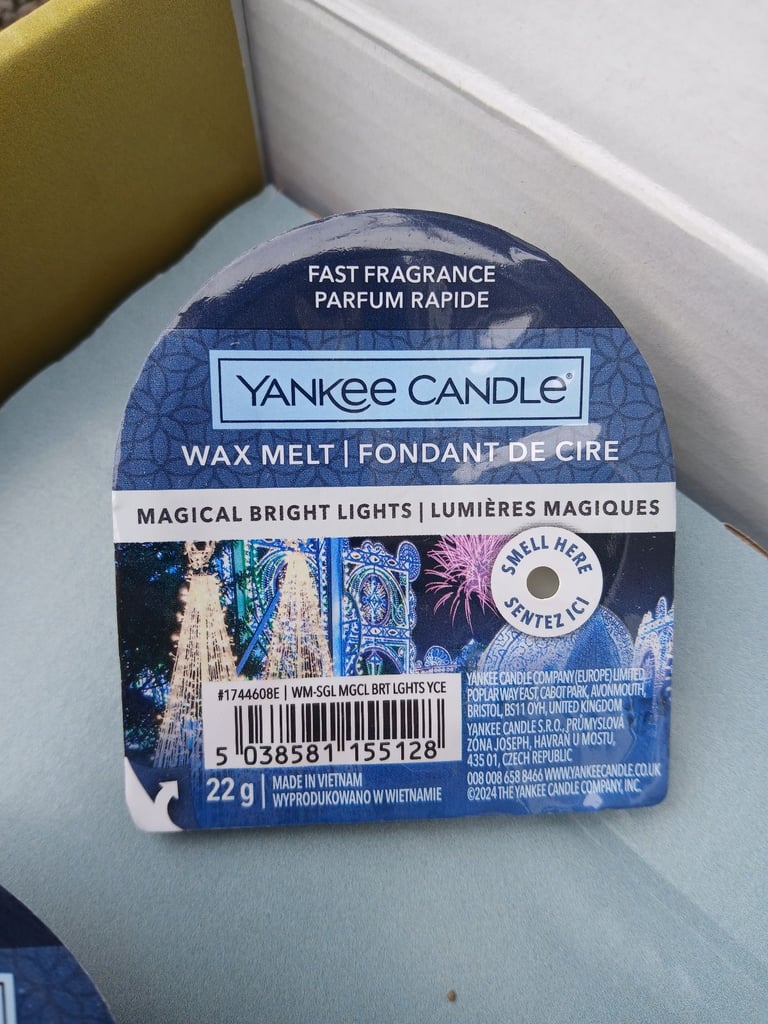 FAST FRAGRANCE
PARFUM RAPIDE
YANKEE CANDLE®
WAX MELT | FONDANT DE CIRE
MAGICAL BRIGHT LIGHTS | LUMIÈRES MAGIQUES
SMELL HERE
SENTEZ ICI
#1744608E | WM-SGL MGCL BRT LGHTS YCE
5 038581 155128
22 g
MADE IN VIETNAM
WYPRODUKOWANO W WIETNAMIE
YANKEE CANDLE COMPANY (EUROPE) LIMITED,
POPLAR WAY EAST, CABOT PARK, AVONMOUTH,
BRISTOL, BS11 0YH, UNITED KINGDOM
YANKEE CANDLE S.R.O., PRŮMYSLOVÁ
ZÓNA JOSEPH, HAVRAŇ U MOSTU,
435 01, CZECH REPUBLIC
008 008 658 8466 WWW.YANKEECANDLE.CO.UK
©2024 THE YANKEE CANDLE COMPANY, INC.